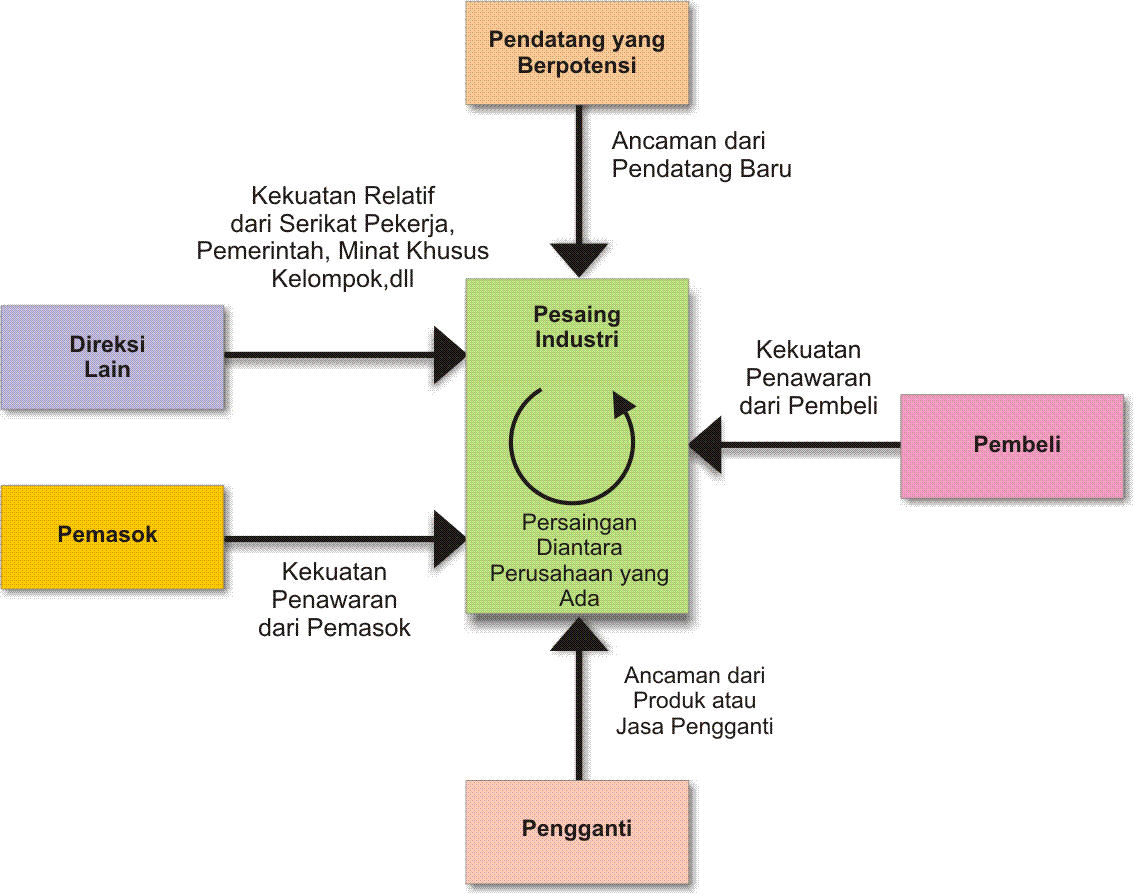 Pendatang yang
Berpotensi
Ancaman dari
Pendatang Baru
Kekuatan Relatif
dari Serikat Pekerja,
Pemerintah, Minat Khusus
Kelompok,dll
Direksi
Lain
Pesaing
Industri
Kekuatan
Penawaran
dari Pembeli
Pembeli
Pemasok
Kekuatan
Penawaran
dari Pemasok
Persaingan
Diantara
Perusahaan yang
Ada
Ancaman dari
Produk atau
Jasa Pengganti
Pengganti